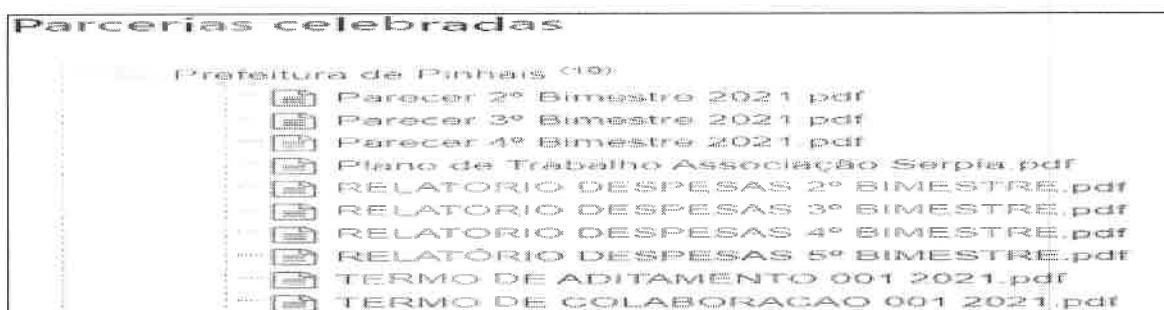 Parcerias celebradas
Prefeitura de Pinhais (10)
Parecer 2º Bimestre 2021.pdf
Parecer 3º Bimestre 2021.pdf
Parecer 4º Bimestre 2021.pdf
Plano de Trabalho Associação Serpia.pdf
RELATORIO DESPESAS 2º BIMESTRE.pdf
RELATORIO DESPESAS 3º BIMESTRE.pdf
RELATORIO DESPESAS 4º BIMESTRE.pdf
RELATÓRIO DESPESAS 5º BIMESTRE.pdf
TERMO DE ADITAMENTO 001 2021.pdf
TERMO DE COLABORACAO 001 2021.pdf